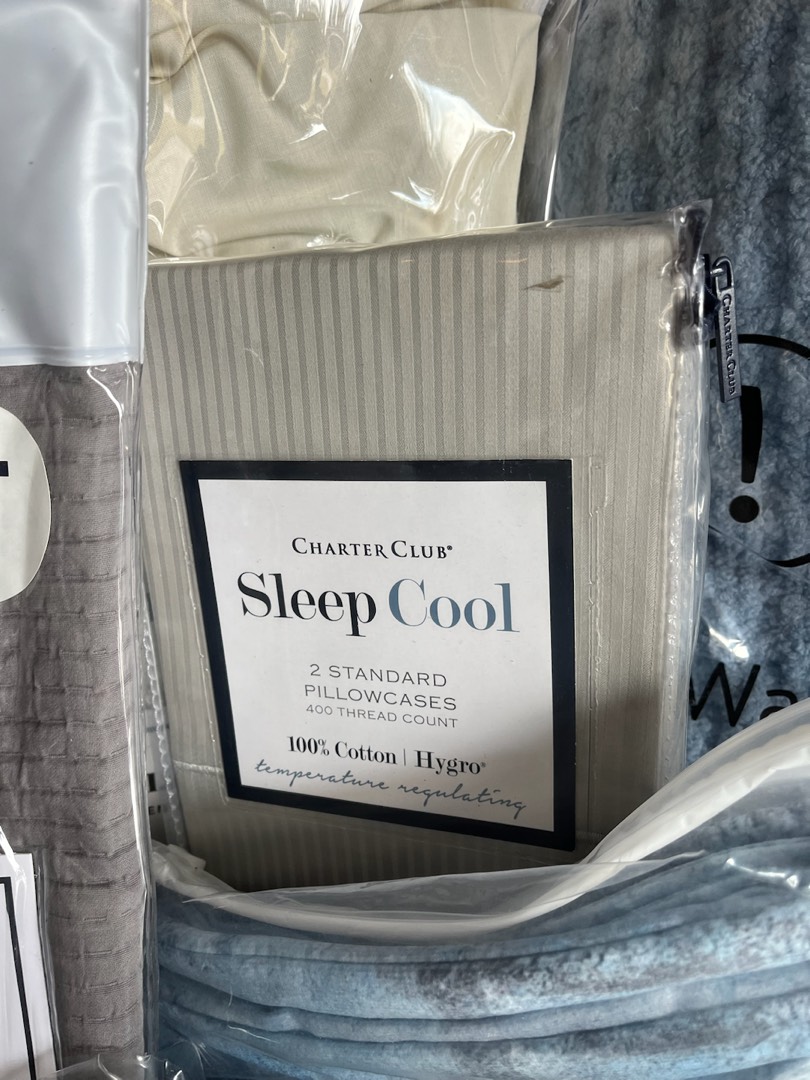 CHARTER CLUB
CHARTER CLUB®
Sleep Cool
2 STANDARD
PILLOWCASES
400 THREAD COUNT
100% Cotton | Hygro®
temperature regulating
!